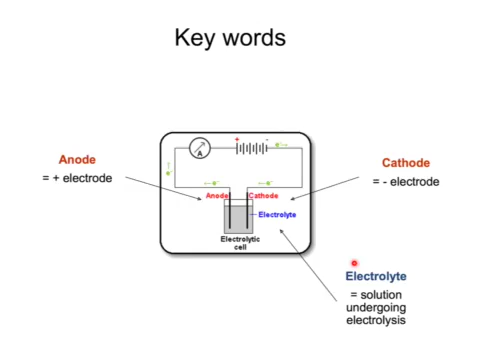 Key words
Anode
= + electrode
Cathode
= - electrode
+
-
A
e⁻→
e⁻
←e⁻
←e⁻
Anode
Cathode
Electrolyte
Electrolytic
cell
Electrolyte
= solution
undergoing
electrolysis